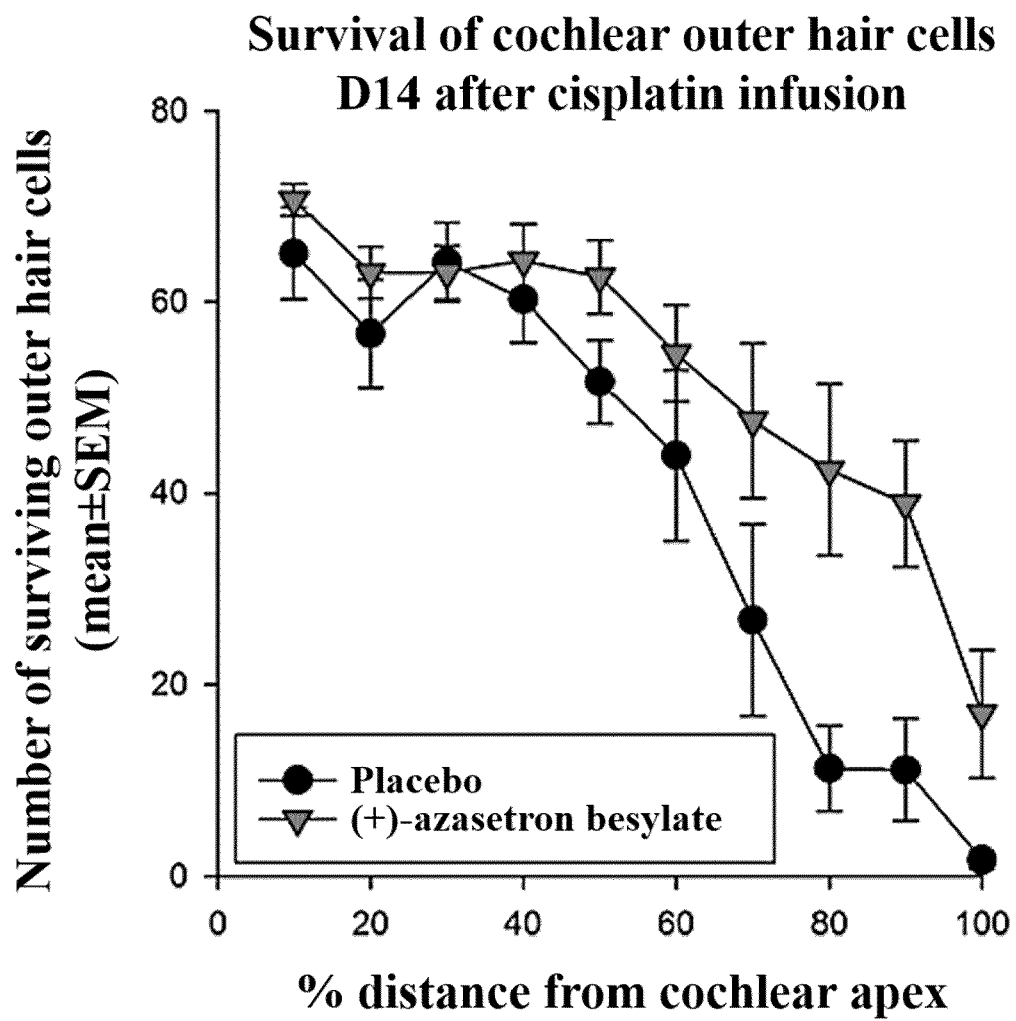 Survival of cochlear outer hair cells
D14 after cisplatin infusion
Number of surviving outer hair cells
(mean±SEM)
80
60
40
20
0
Placebo
(+)-azasetron besylate
0 20 40 60 80 100
% distance from cochlear apex